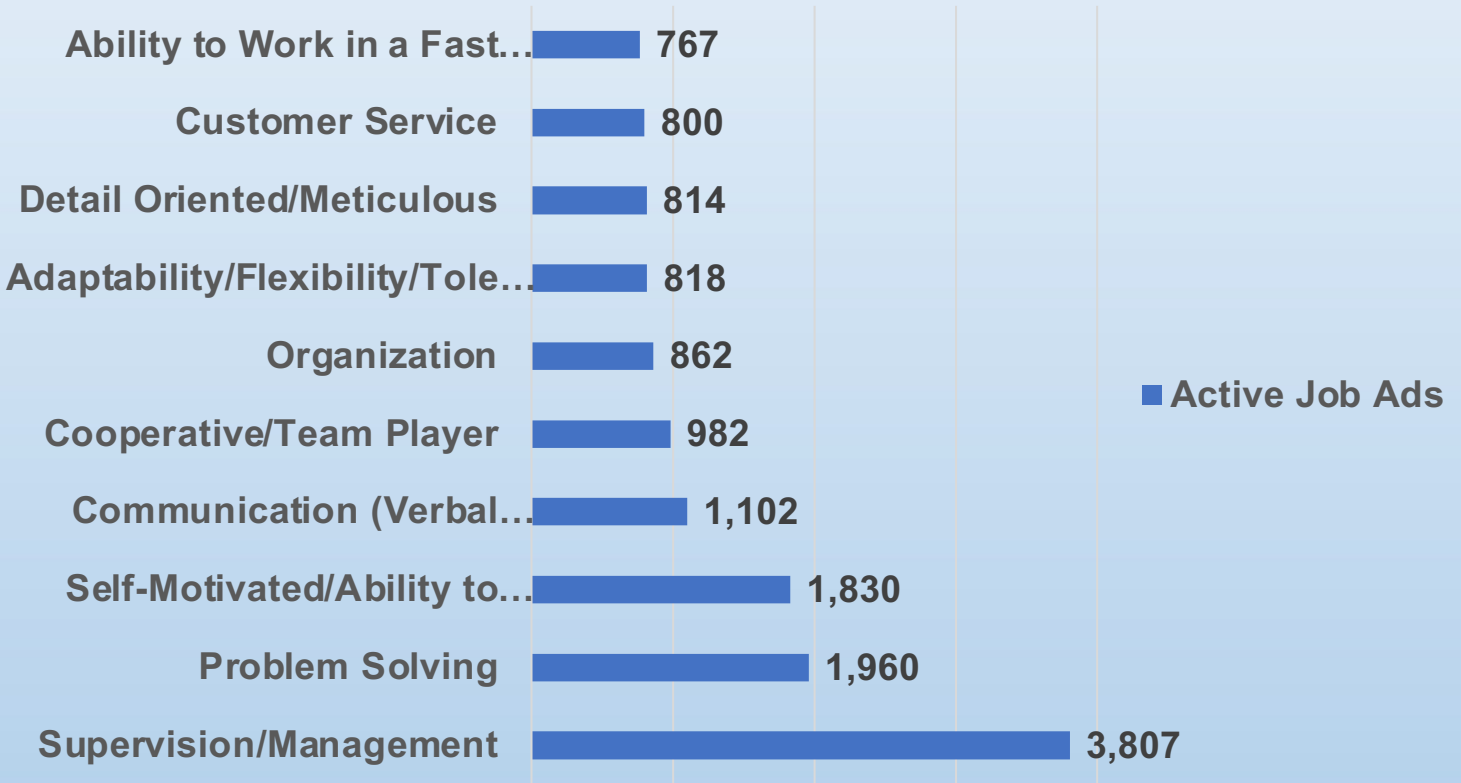 Ability to Work in a Fast… 767
Customer Service 800
Detail Oriented/Meticulous 814
Adaptability/Flexibility/Tole… 818
Organization 862
Cooperative/Team Player 982
Active Job Ads
Communication (Verbal… 1,102
Self-Motivated/Ability to… 1,830
Problem Solving 1,960
Supervision/Management 3,807